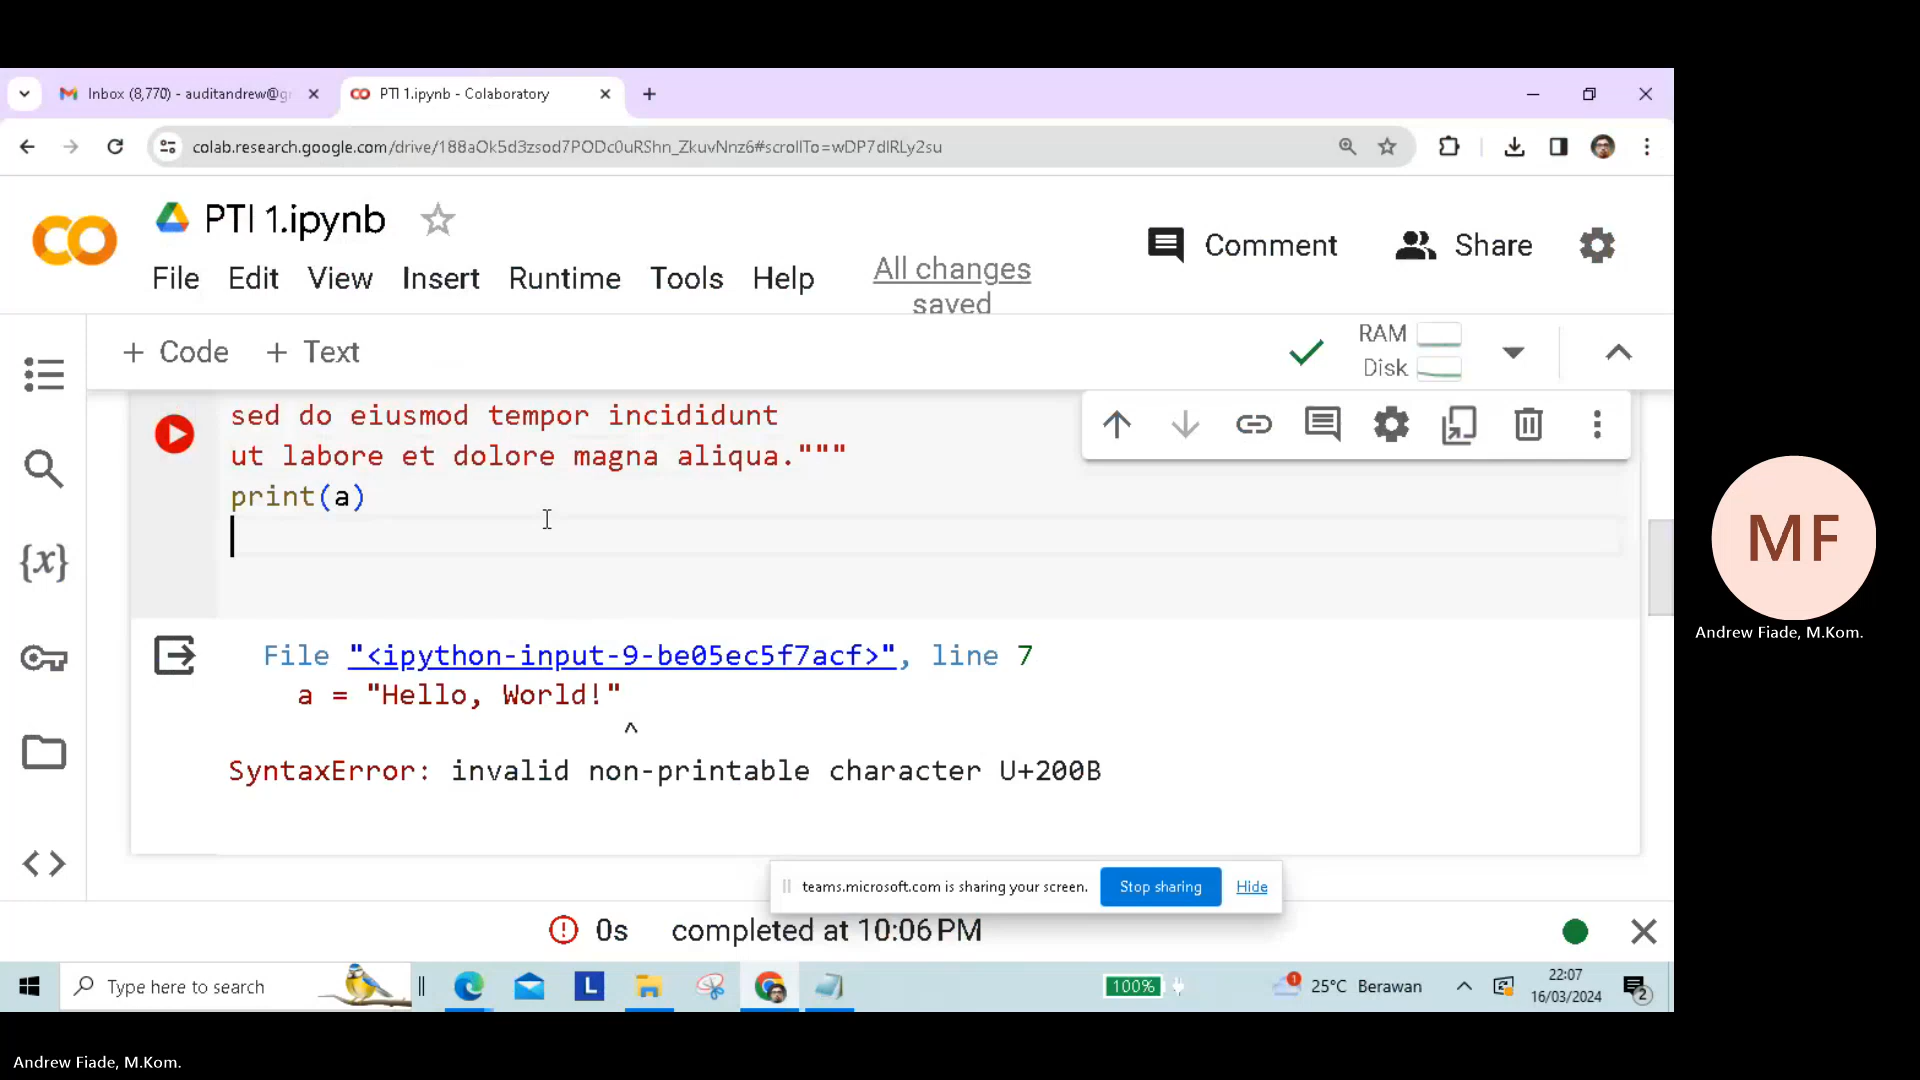 Inbox (8,770) - auditandrew@gr
PTI 1.ipynb - Colaboratory
colab.research.google.com/drive/188aOk5d3zsod7PODc0uRShn_ZkuvNnz6#scrollTo=wDP7dlRLy2su
CO
PTI 1.ipynb
Comment
Share
File Edit View Insert Runtime Tools Help
All changes
saved
+ Code + Text
RAM
Disk
sed do eiusmod tempor incididunt
ut labore et dolore magna aliqua."""
print(a)
{x}
File "<ipython-input-9-be05ec5f7acf>", line 7
a = "Hello, World!"
^
SyntaxError: invalid non-printable character U+200B
teams.microsoft.com is sharing your screen.
Stop sharing
Hide
0s completed at 10:06 PM
Type here to search
L
100%
1
25°C Berawan
22:07
16/03/2024
2
MF
Andrew Fiade, M.Kom.
Andrew Fiade, M.Kom.